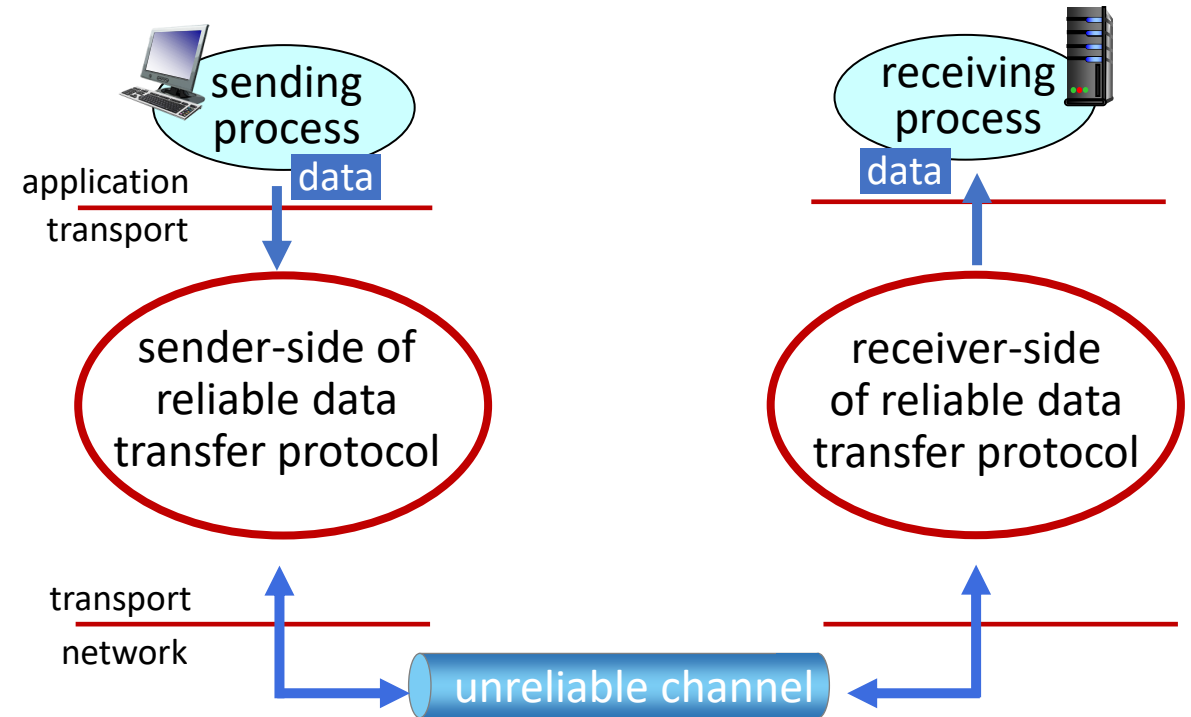 sending
process
data
application
transport
receiving
process
data
sender-side of
reliable data
transfer protocol
receiver-side
of reliable data
transfer protocol
transport
network
unreliable channel